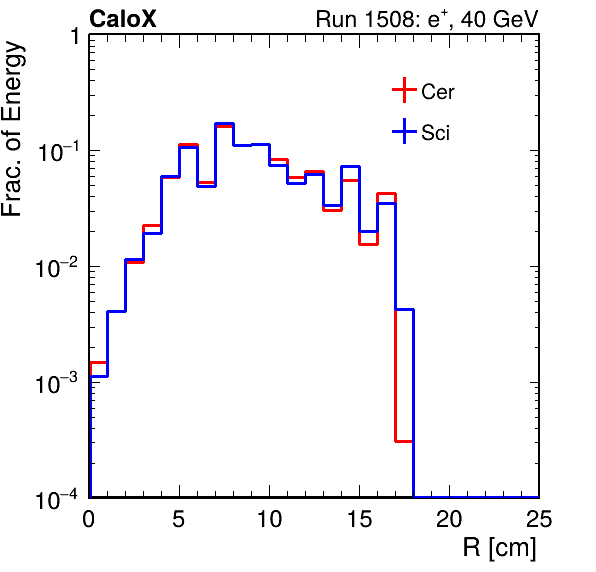 CaloX Run 1508: e⁺, 40 GeV
Frac. of Energy
1
10⁻¹
10⁻²
10⁻³
10⁻⁴
Cer
Sci
0 5 10 15 20 25
R [cm]